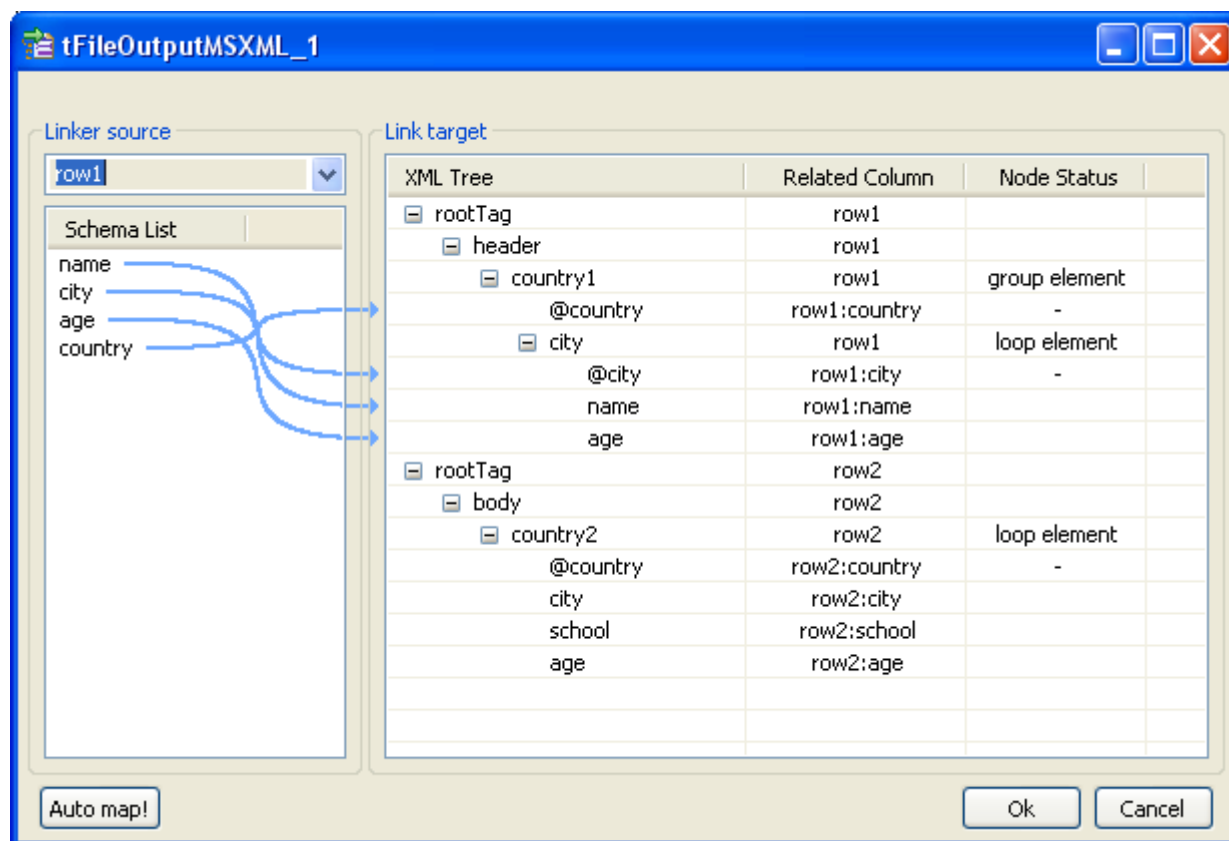 tFileOutputMSXML_1
Linker source
row1
Schema List
name
city
age
country
Link target
XML Tree Related Column Node Status
rootTag row1
header row1
country1 row1 group element
@country row1:country -
city row1 loop element
@city row1:city -
name row1:name
age row1:age
rootTag row2
body row2
country2 row2 loop element
@country row2:country -
city row2:city
school row2:school
age row2:age
Auto map! Ok Cancel